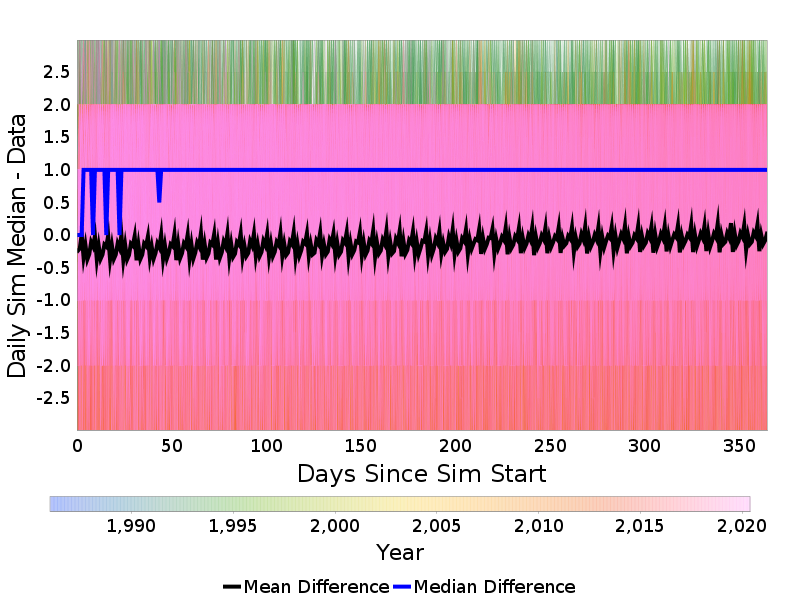 Daily Sim Median - Data
2.5
2.0
1.5
1.0
0.5
0.0
-0.5
-1.0
-1.5
-2.0
-2.5
0 50 100 150 200 250 300 350
Days Since Sim Start
1,990 1,995 2,000 2,005 2,010 2,015 2,020
Year
Mean Difference Median Difference